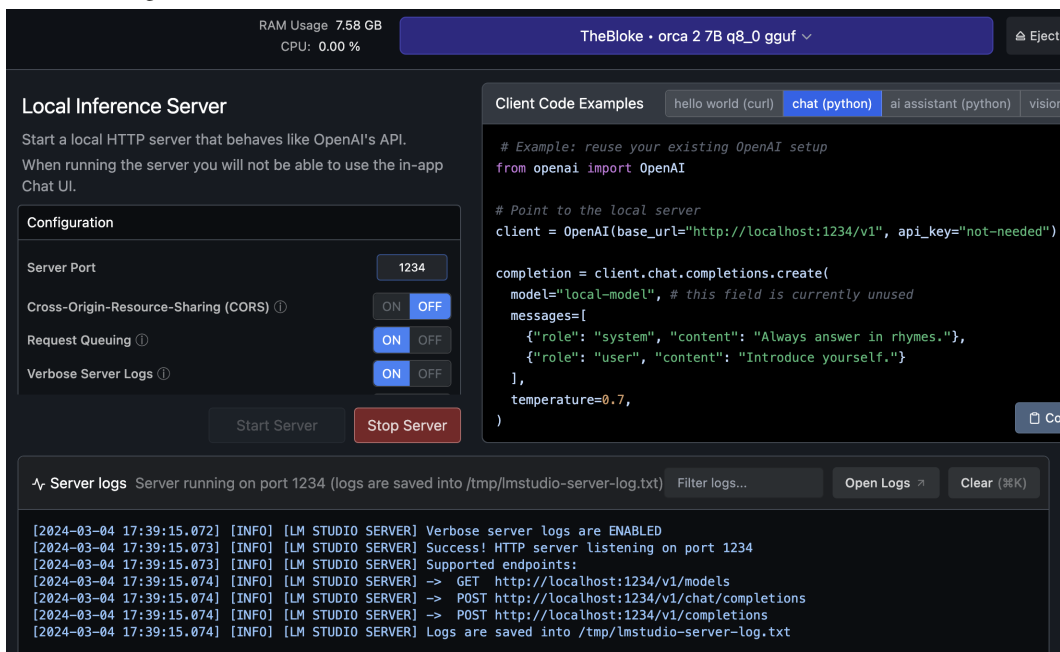 RAM Usage 7.58 GB
CPU: 0.00 %
TheBloke • orca 2 7B q8_0 gguf
Eject
Local Inference Server
Start a local HTTP server that behaves like OpenAI's API.
When running the server you will not be able to use the in-app
Chat UI.
Configuration
Server Port 1234
Cross-Origin-Resource-Sharing (CORS) ON OFF
Request Queuing ON OFF
Verbose Server Logs ON OFF
Start Server Stop Server
Client Code Examples hello world (curl) chat (python) ai assistant (python) vision
# Example: reuse your existing OpenAI setup
from openai import OpenAI
# Point to the local server
client = OpenAI(base_url="http://localhost:1234/v1", api_key="not-needed")
completion = client.chat.completions.create(
model="local-model", # this field is currently unused
messages=[
{"role": "system", "content": "Always answer in rhymes."},
{"role": "user", "content": "Introduce yourself."}
],
temperature=0.7,
)
Server logs Server running on port 1234 (logs are saved into /tmp/lmstudio-server-log.txt) Filter logs... Open Logs ↗ Clear (⌘K)
[2024-03-04 17:39:15.072] [INFO] [LM STUDIO SERVER] Verbose server logs are ENABLED
[2024-03-04 17:39:15.073] [INFO] [LM STUDIO SERVER] Success! HTTP server listening on port 1234
[2024-03-04 17:39:15.073] [INFO] [LM STUDIO SERVER] Supported endpoints:
[2024-03-04 17:39:15.074] [INFO] [LM STUDIO SERVER] -> GET http://localhost:1234/v1/models
[2024-03-04 17:39:15.074] [INFO] [LM STUDIO SERVER] -> POST http://localhost:1234/v1/chat/completions
[2024-03-04 17:39:15.074] [INFO] [LM STUDIO SERVER] -> POST http://localhost:1234/v1/completions
[2024-03-04 17:39:15.074] [INFO] [LM STUDIO SERVER] Logs are saved into /tmp/lmstudio-server-log.txt